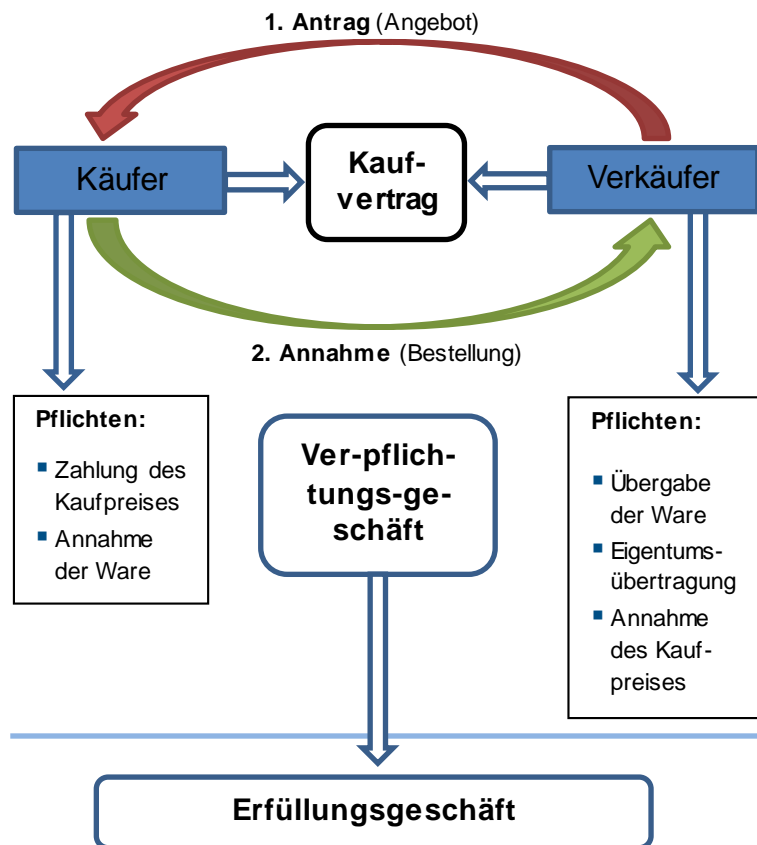 1. Antrag (Angebot)
Käufer
Kauf-
vertrag
Verkäufer
2. Annahme (Bestellung)
Pflichten:
Zahlung des
Kaufpreises
Annahme
der Ware
Ver-pflich-
tungs-ge-
schäft
Pflichten:
Übergabe
der Ware
Eigentums-
übertragung
Annahme
des Kauf-
preises
Erfüllungsgeschäft